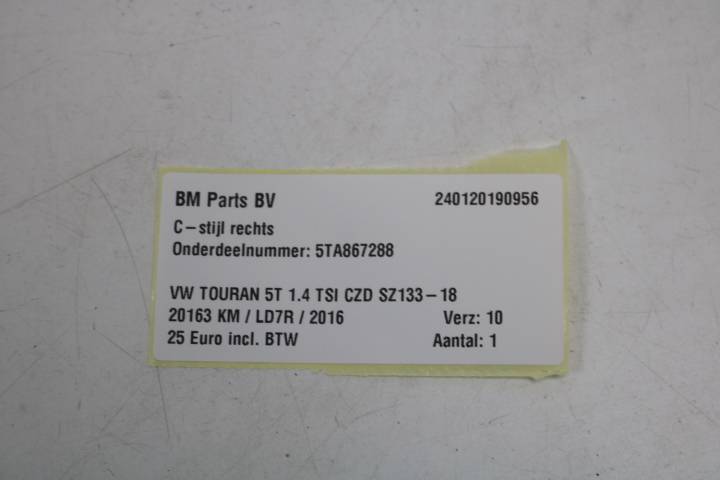 BM Parts BV 240120190956
C-stijl rechts
Onderdeelnummer: 5TA867288
VW TOURAN 5T 1.4 TSI CZD SZ133-18
20163 KM / LD7R / 2016 Verz: 10
25 Euro incl. BTW Aantal: 1